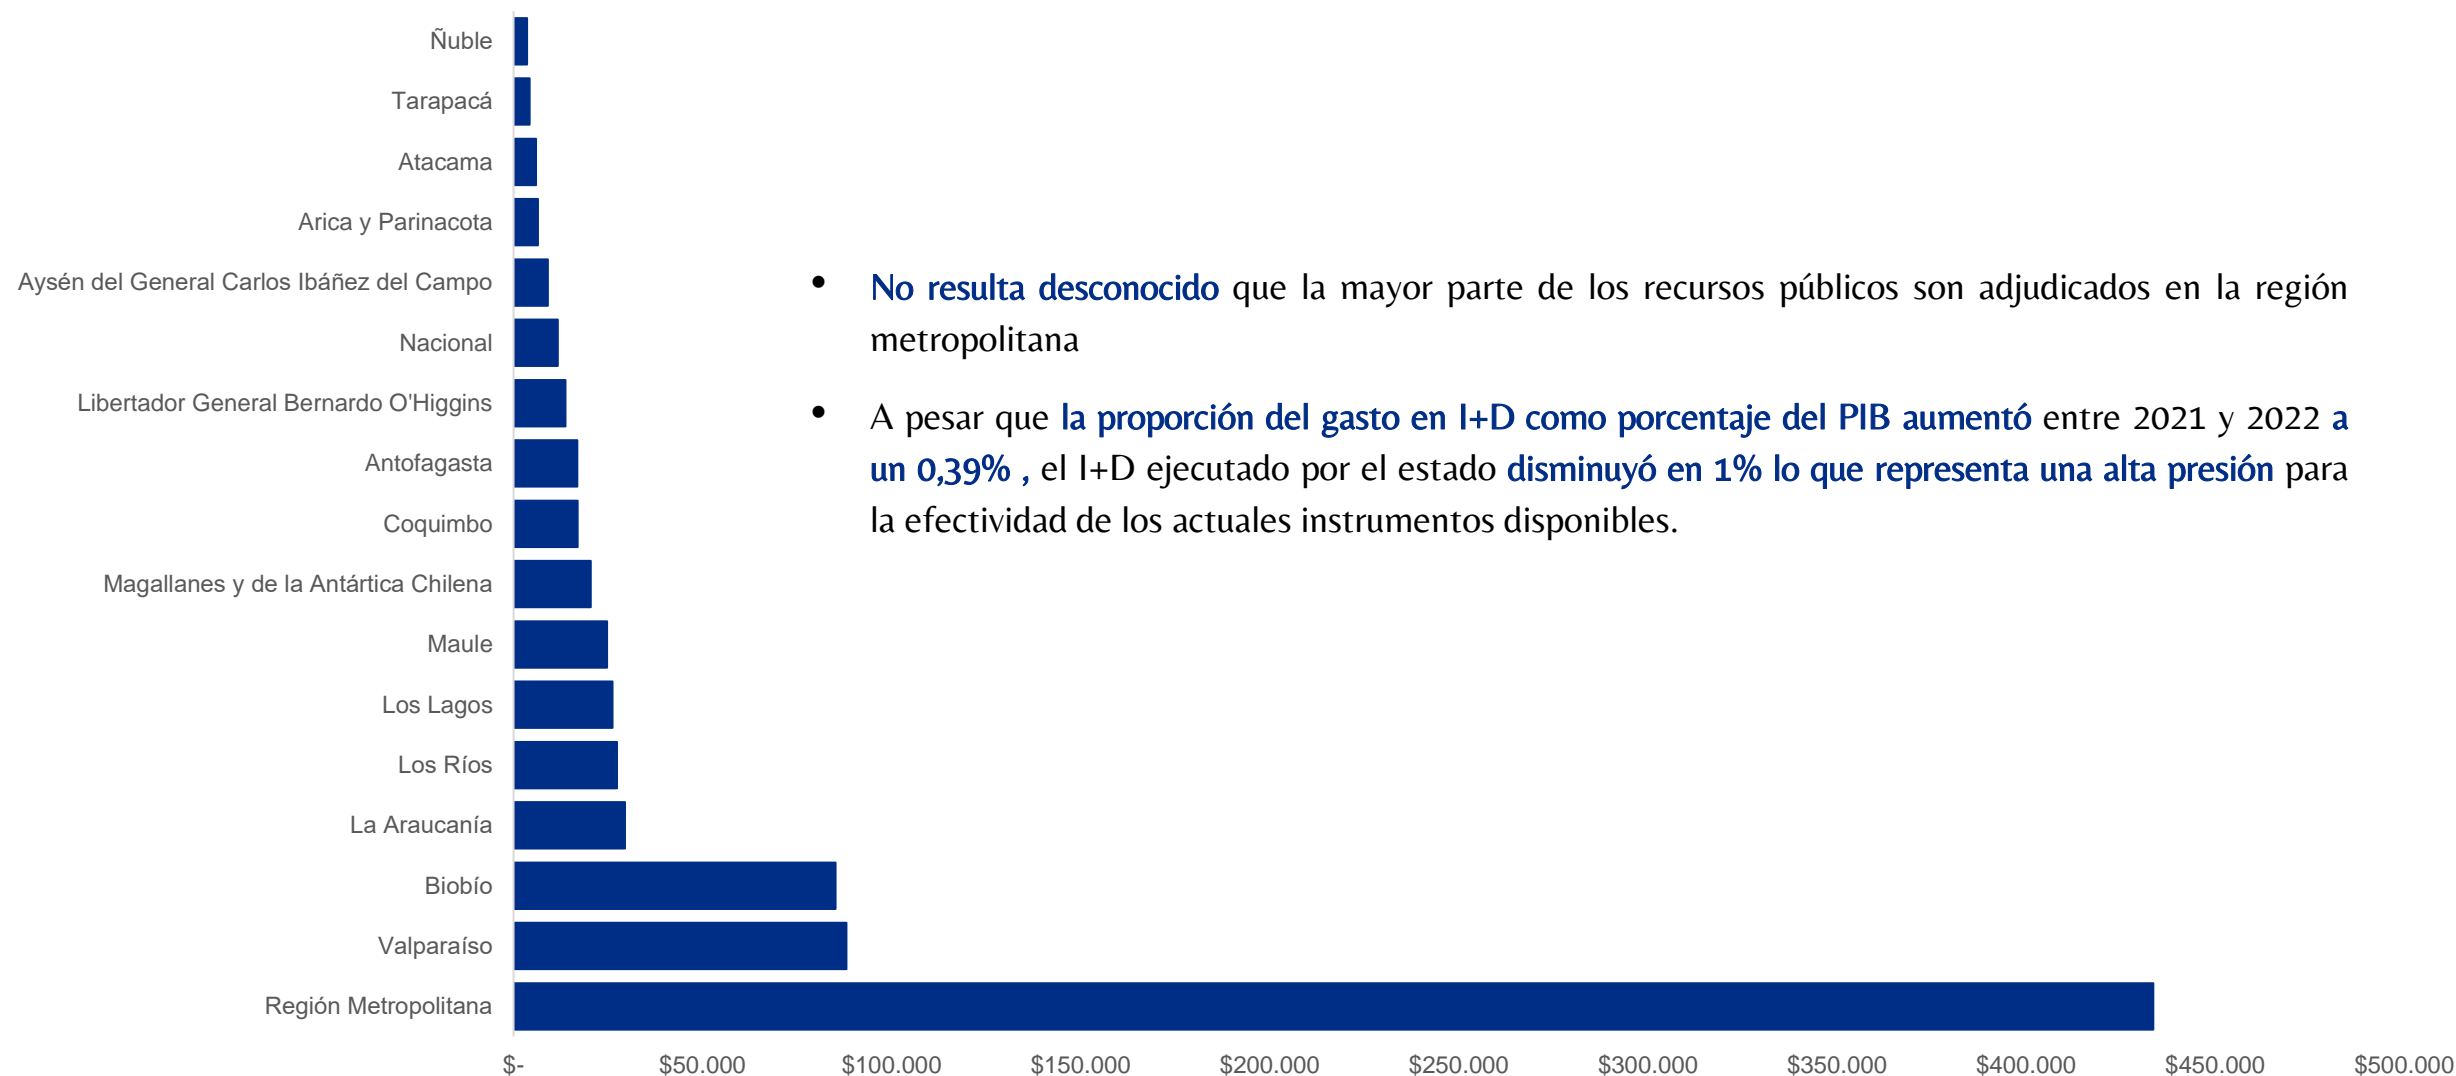 Ñuble
Tarapacá
Atacama
Arica y Parinacota
Aysén del General Carlos Ibáñez del Campo
Nacional
Libertador General Bernardo O'Higgins
Antofagasta
Coquimbo
Magallanes y de la Antártica Chilena
Maule
Los Lagos
Los Ríos
La Araucanía
Biobío
Valparaíso
Región Metropolitana
$-
$50.000
$100.000
$150.000
$200.000
$250.000
$300.000
$350.000
$400.000
$450.000
$500.000
• No resulta desconocido que la mayor parte de los recursos públicos son adjudicados en la región
metropolitana
• A pesar que la proporción del gasto en I+D como porcentaje del PIB aumentó entre 2021 y 2022 a
un 0,39% , el I+D ejecutado por el estado disminuyó en 1% lo que representa una alta presión para
la efectividad de los actuales instrumentos disponibles.